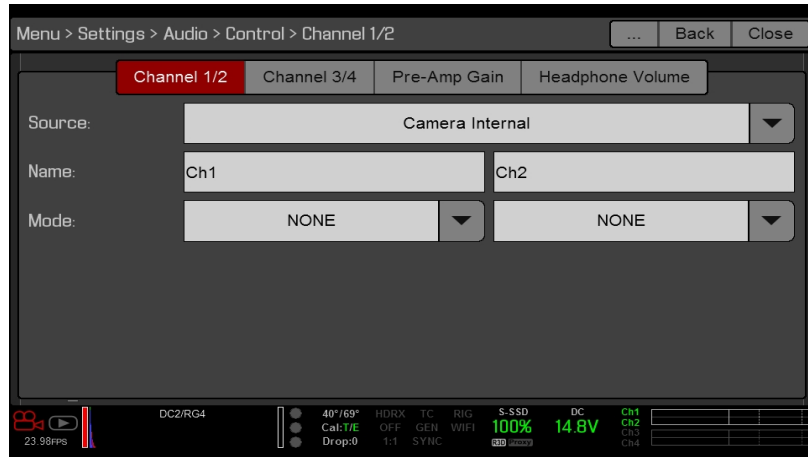 Menu > Settings > Audio > Control > Channel 1/2 ... Back Close
Channel 1/2 Channel 3/4 Pre-Amp Gain Headphone Volume
Source: Camera Internal
Name: Ch1 Ch2
Mode: NONE NONE
DC2/RG4 40°/69° HDRX TC RIG S-SSD DC Ch1
Cal:T/E OFF GEN WIFI 100% 14.8V Ch2
23.98FPS Drop:0 1:1 SYNC R3D Proxy Ch3
Ch4